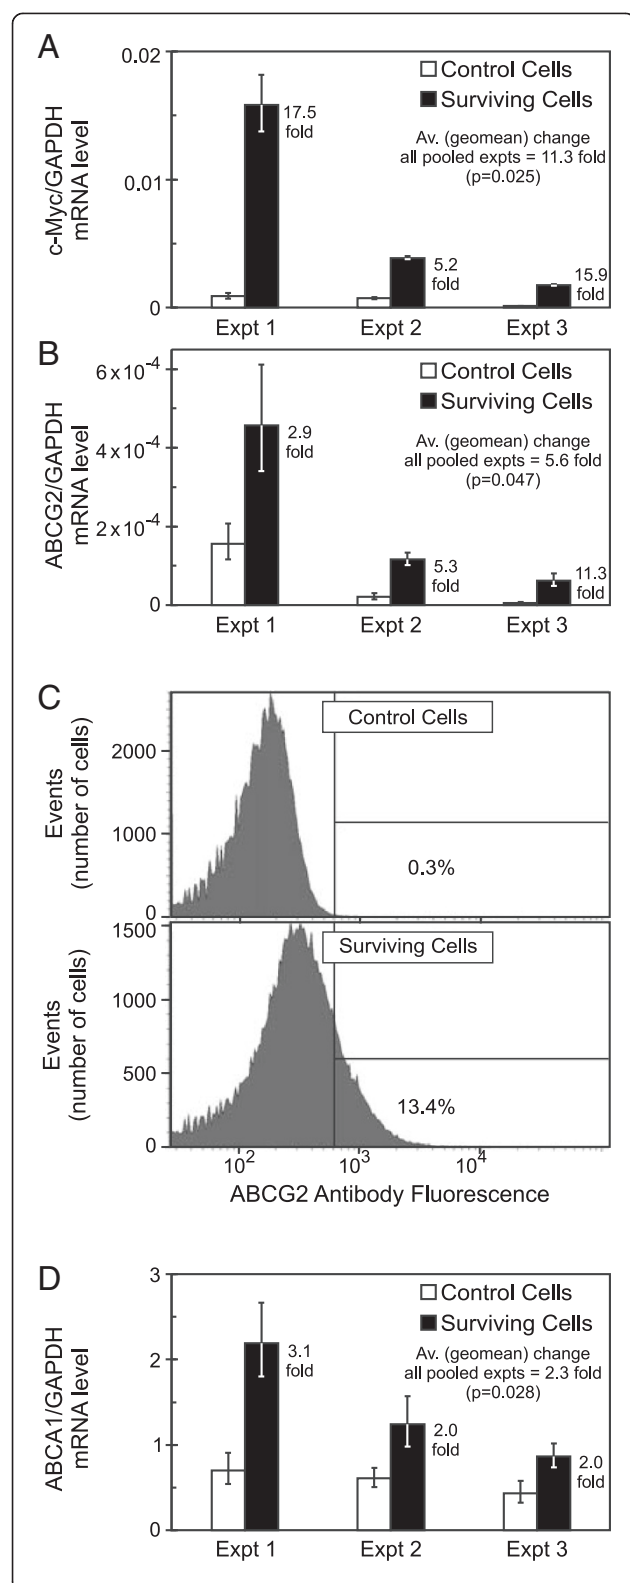 A
c-Myc/GAPDH
mRNA level
0.02
0.01
0
Control Cells
Surviving Cells
Av. (geomean) change
all pooled expts = 11.3 fold
(p=0.025)
17.5
fold
5.2
fold
15.9
fold
Expt 1 Expt 2 Expt 3
B
ABCG2/GAPDH
mRNA level
6x10⁻⁴
4x10⁻⁴
2x10⁻⁴
0
Control Cells
Surviving Cells
Av. (geomean) change
all pooled expts = 5.6 fold
(p=0.047)
2.9
fold
5.3
fold
11.3
fold
Expt 1 Expt 2 Expt 3
C
Events
(number of cells)
2000
1000
0
Control Cells
0.3%
Events
(number of cells)
1500
1000
500
0
Surviving Cells
13.4%
10² 10³ 10⁴
ABCG2 Antibody Fluorescence
D
ABCA1/GAPDH
mRNA level
3
2
1
0
Control Cells
Surviving Cells
Av. (geomean) change
all pooled expts = 2.3 fold
(p=0.028)
3.1
fold
2.0
fold
2.0
fold
Expt 1 Expt 2 Expt 3